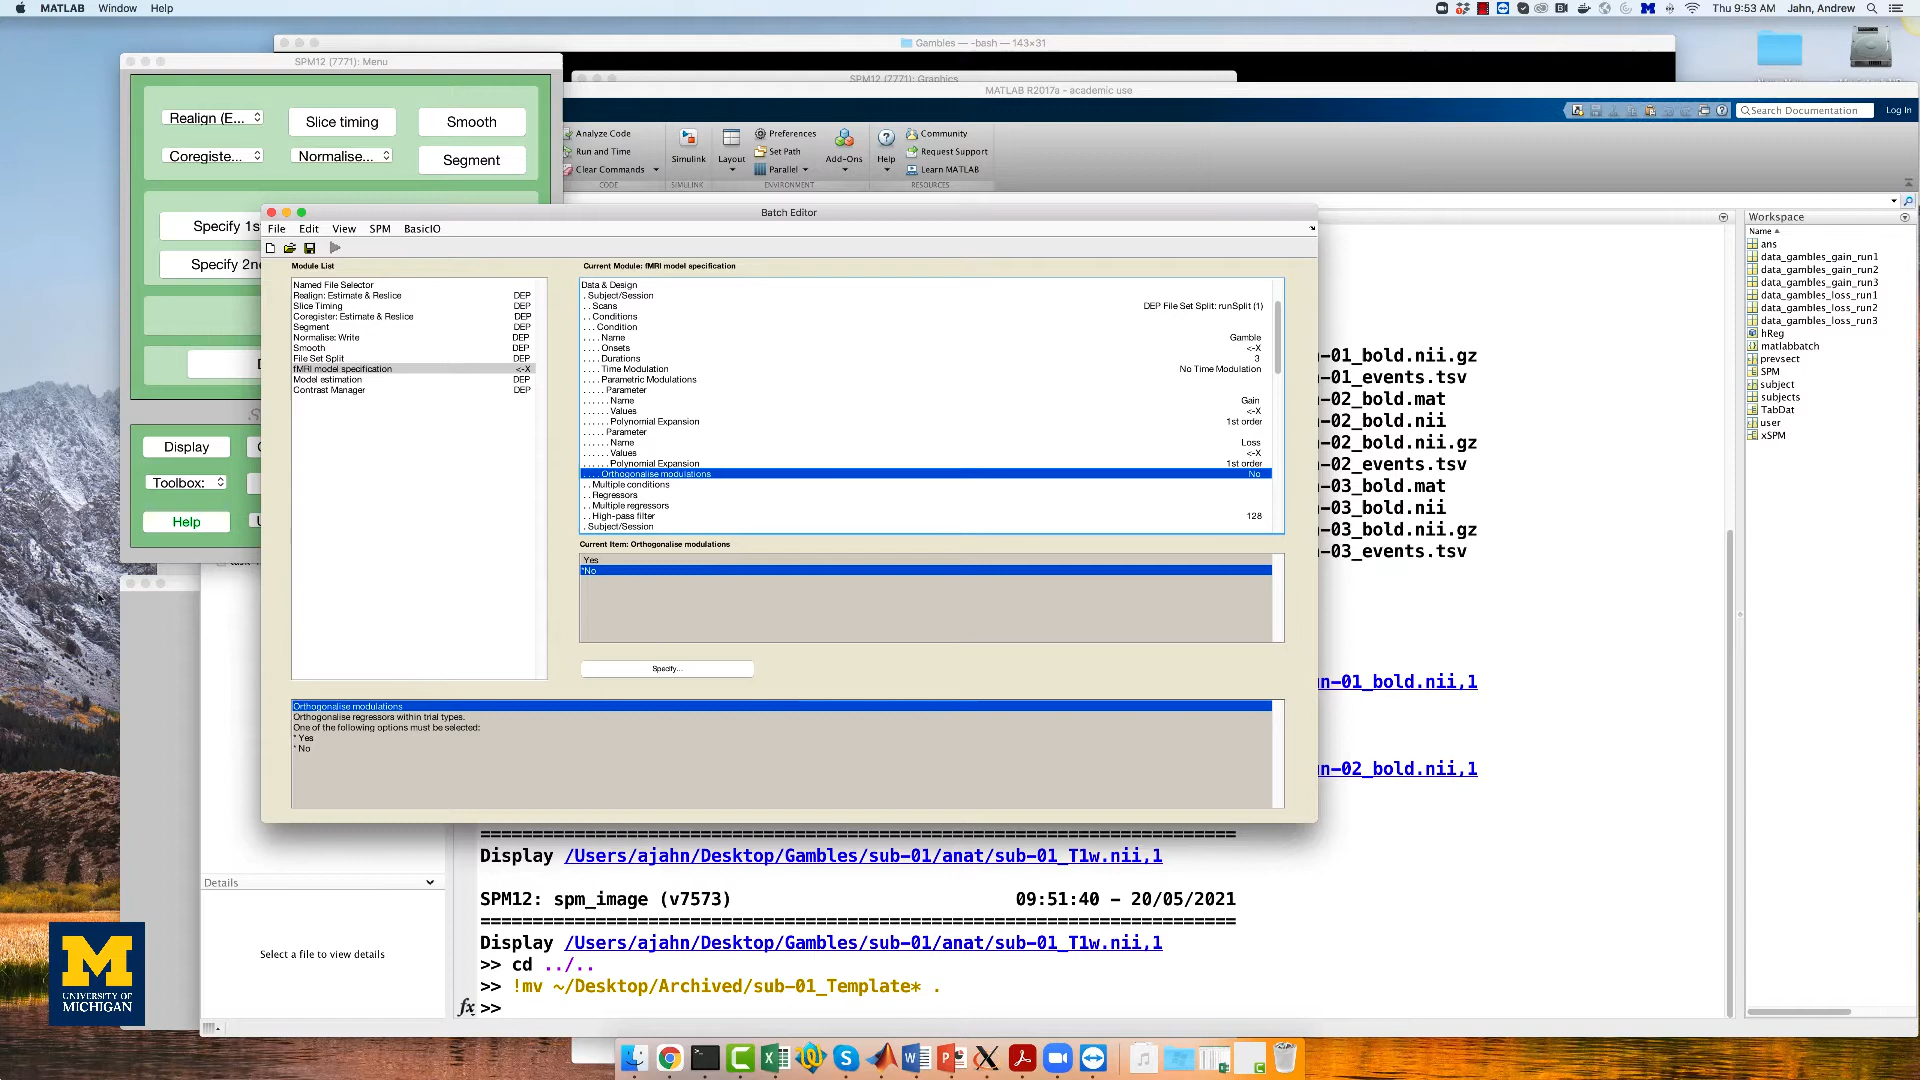 MATLAB Window Help
Thu 9:53 AM Jahn, Andrew
Gambles — -bash — 143×31
SPM12 (7771): Menu
SPM12 (7771): Graphics
MATLAB R2017a - academic use
Realign (E...
Slice timing
Smooth
Coregiste...
Normalise...
Segment
Specify 1s
Specify 2n
Display
Toolbox:
Help
Search Documentation
Log In
Analyze Code
Run and Time
Clear Commands
CODE
Simulink
SIMULINK
Layout
Preferences
Set Path
Parallel
ENVIRONMENT
Add-Ons
Help
Community
Request Support
Learn MATLAB
RESOURCES
Batch Editor
File Edit View SPM BasicIO
Module List
Named File Selector
Realign: Estimate & Reslice DEP
Slice Timing DEP
Coregister: Estimate & Reslice DEP
Segment DEP
Normalise: Write DEP
Smooth DEP
File Set Split DEP
fMRI model specification <-X
Model estimation DEP
Contrast Manager DEP
Current Module: fMRI model specification
Data & Design
. Subject/Session
. . Scans DEP File Set Split: runSplit (1)
. . Conditions
. . . Condition
. . . . Name Gamble
. . . . Onsets <-X
. . . . Durations 3
. . . . Time Modulation No Time Modulation
. . . . Parametric Modulations
. . . . . Parameter
. . . . . . Name Gain
. . . . . . Values <-X
. . . . . . Polynomial Expansion 1st order
. . . . . Parameter
. . . . . . Name Loss
. . . . . . Values <-X
. . . . . . Polynomial Expansion 1st order
. . . . Orthogonalise modulations No
. . Multiple conditions
. . Regressors
. . Multiple regressors
. . High-pass filter 128
. Subject/Session
Current Item: Orthogonalise modulations
Yes
*No
Specify...
Orthogonalise modulations
Orthogonalise regressors within trial types.
One of the following options must be selected:
* Yes
* No
-01_bold.nii.gz
-01_events.tsv
-02_bold.mat
-02_bold.nii
-02_bold.nii.gz
-02_events.tsv
-03_bold.mat
-03_bold.nii
-03_bold.nii.gz
-03_events.tsv
n-01_bold.nii,1
n-02_bold.nii,1
========================================================================
Display /Users/ajahn/Desktop/Gambles/sub-01/anat/sub-01_T1w.nii,1
SPM12: spm_image (v7573) 09:51:40 - 20/05/2021
========================================================================
Display /Users/ajahn/Desktop/Gambles/sub-01/anat/sub-01_T1w.nii,1
>> cd ../..
>> !mv ~/Desktop/Archived/sub-01_Template* .
fx >>
Workspace
Name
ans
data_gambles_gain_run1
data_gambles_gain_run2
data_gambles_gain_run3
data_gambles_loss_run1
data_gambles_loss_run2
data_gambles_loss_run3
hReg
matlabbatch
prevsect
SPM
subject
subjects
TabDat
user
xSPM
Details
Select a file to view details
M
UNIVERSITY OF
MICHIGAN